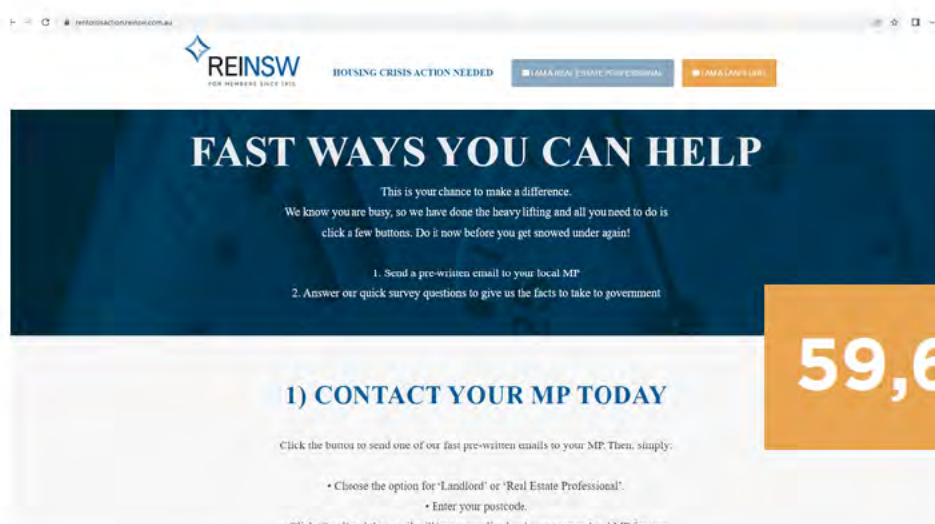 rentcrisisaction.reinsw.com.au
REINSW
FOR MEMBERS SINCE 1910
HOUSING CRISIS ACTION NEEDED
I AM A REAL ESTATE PROFESSIONAL
I AM A LANDLORD
FAST WAYS YOU CAN HELP
This is your chance to make a difference.
We know you are busy, so we have done the heavy lifting and all you need to do is
click a few buttons. Do it now before you get snowed under again!
1. Send a pre-written email to your local MP
2. Answer our quick survey questions to give us the facts to take to government
59,6
1) CONTACT YOUR MP TODAY
Click the button to send one of our fast pre-written emails to your MP. Then, simply:
• Choose the option for ‘Landlord’ or ‘Real Estate Professional’.
• Enter your postcode.